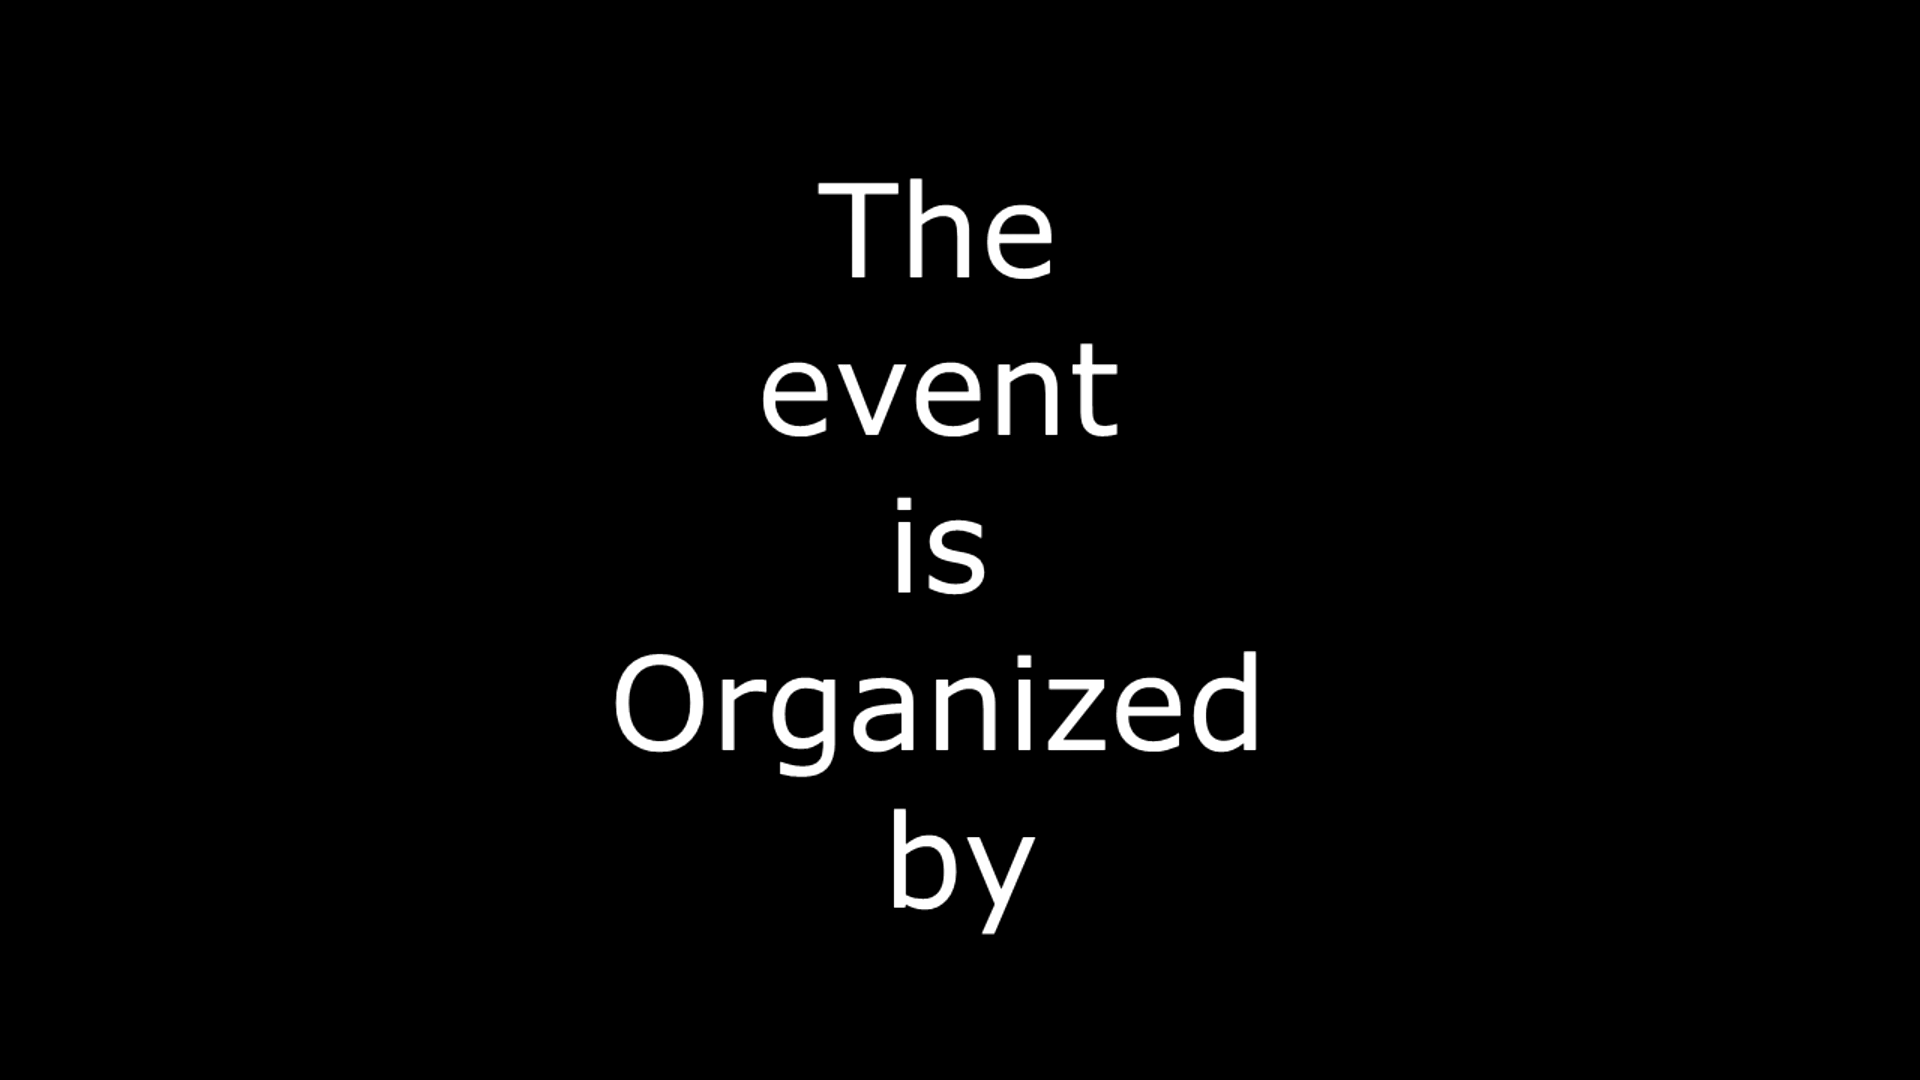 The
event
is
Organized
by